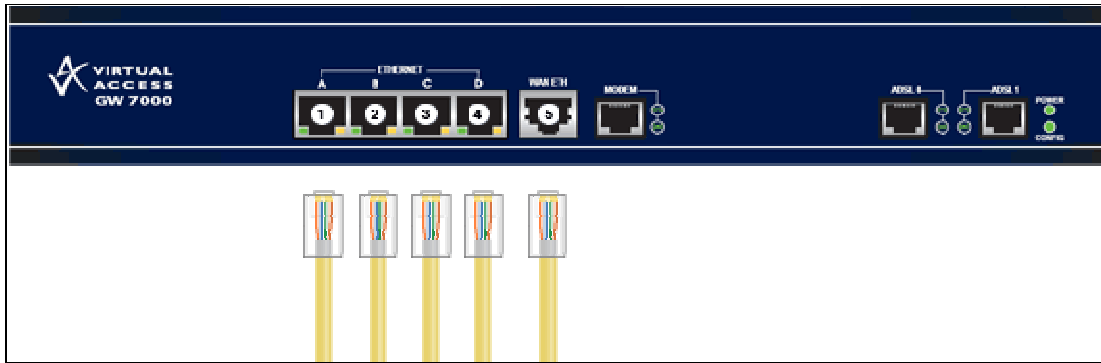 VIRTUAL
ACCESS
GW 7000
ETHERNET
A B C D
WAN ETH
MODEM
ADSL 0
ADSL 1
POWER
CONFIG
1 2 3 4 5